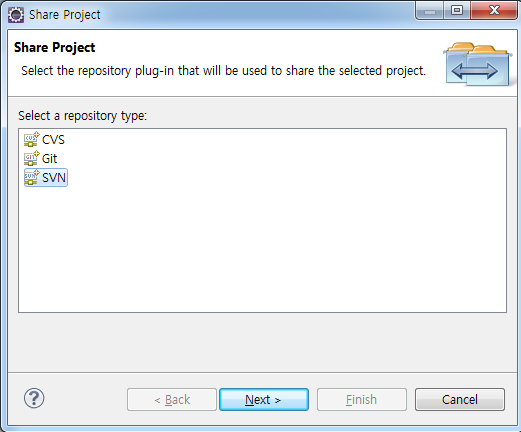 Share Project
Share Project
Select the repository plug-in that will be used to share the selected project.
Select a repository type:
CVS
Git
SVN
?
< Back
Next >
Finish
Cancel